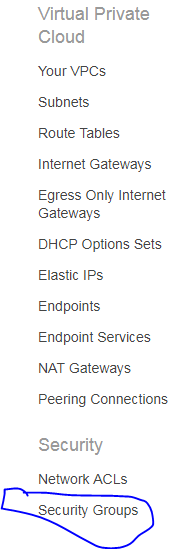 Virtual Private
Cloud
Your VPCs
Subnets
Route Tables
Internet Gateways
Egress Only Internet
Gateways
DHCP Options Sets
Elastic IPs
Endpoints
Endpoint Services
NAT Gateways
Peering Connections
Security
Network ACLs
Security Groups